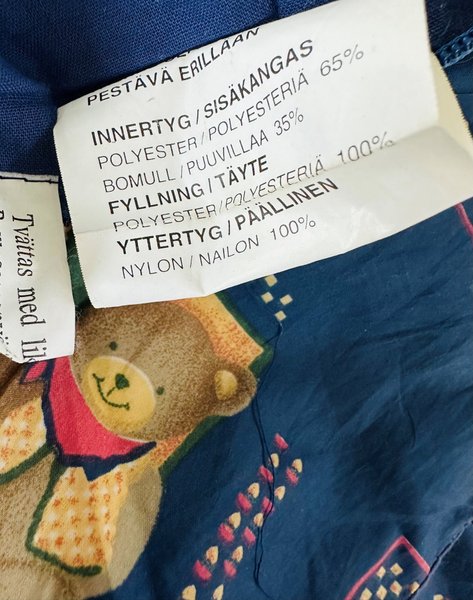 PESTÄVÄ ERILLÄÄN
INNERTYG / SISÄKANGAS
POLYESTER / POLYESTERIÄ 65%
BOMULL / PUUVILLAA 35%
FYLLNING / TÄYTE
POLYESTER / POLYESTERIÄ 100%
YTTERTYG / PÄÄLLINEN
NYLON / NAILON 100%
Tvättas med